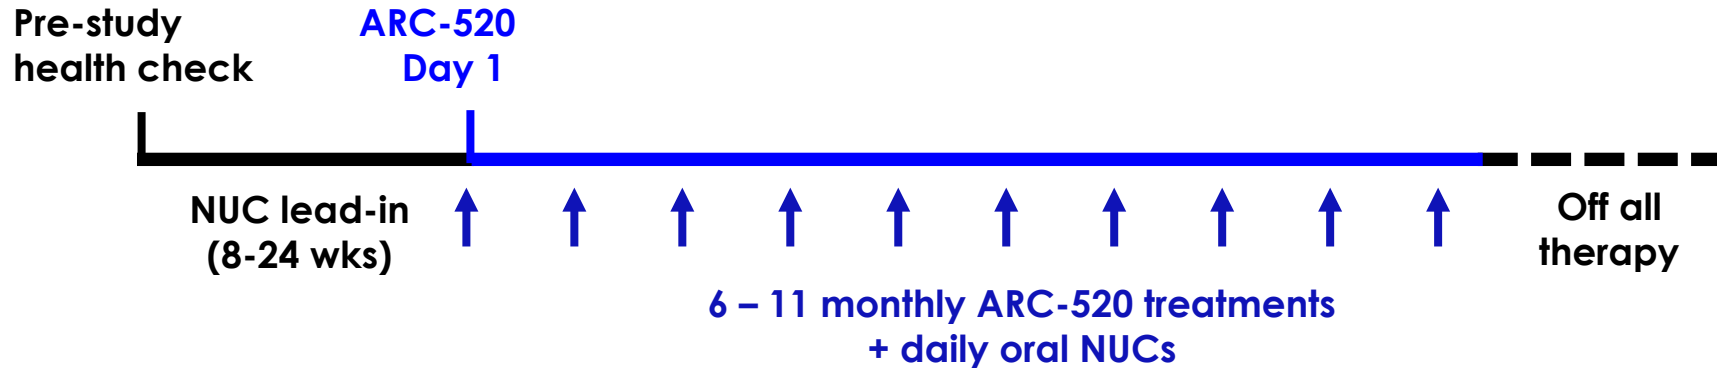 Pre-study
health check
ARC-520
Day 1
NUC lead-in
(8-24 wks)
Off all
therapy
6 – 11 monthly ARC-520 treatments
+ daily oral NUCs